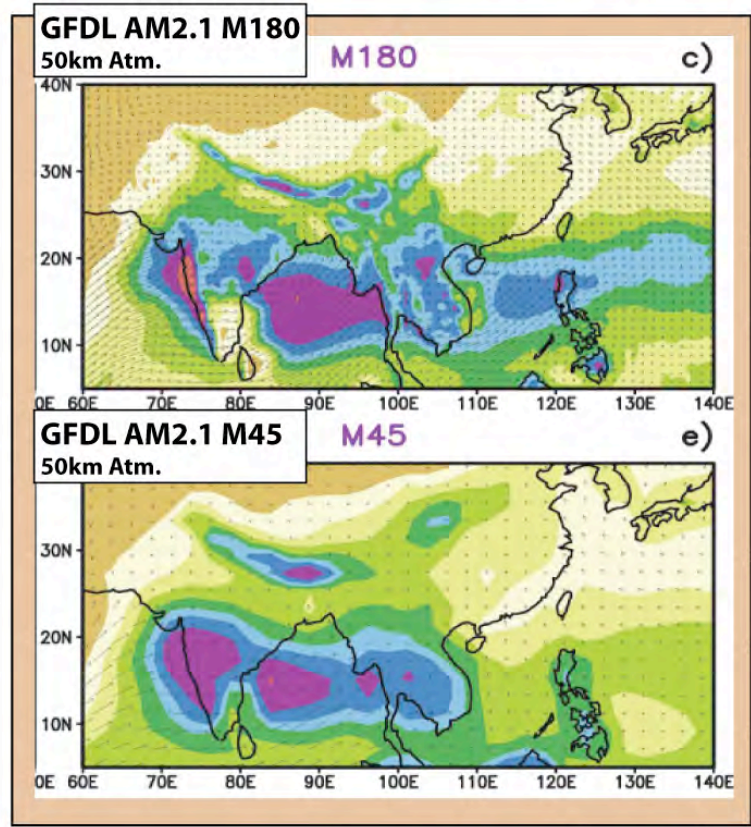 GFDL AM2.1 M180
50km Atm.
M180
c)
40N
30N
20N
10N
0E 60E 70E 80E 90E 100E 110E 120E 130E 140E
GFDL AM2.1 M45
50km Atm.
M45
e)
30N
20N
10N
0E 60E 70E 80E 90E 100E 110E 120E 130E 140E